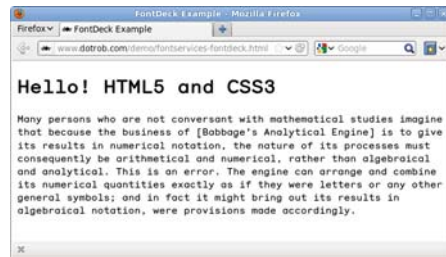 FontDeck Example - Mozilla Firefox
Firefox
FontDeck Example
www.dotrob.com/demo/fontservices-fontdeck.html
Google
Hello! HTML5 and CSS3
Many persons who are not conversant with mathematical studies imagine
that because the business of [Babbage's Analytical Engine] is to give
its results in numerical notation, the nature of its processes must
consequently be arithmetical and numerical, rather than algebraical
and analytical. This is an error. The engine can arrange and combine
its numerical quantities exactly as if they were letters or any other
general symbols; and in fact it might bring out its results in
algebraical notation, were provisions made accordingly.